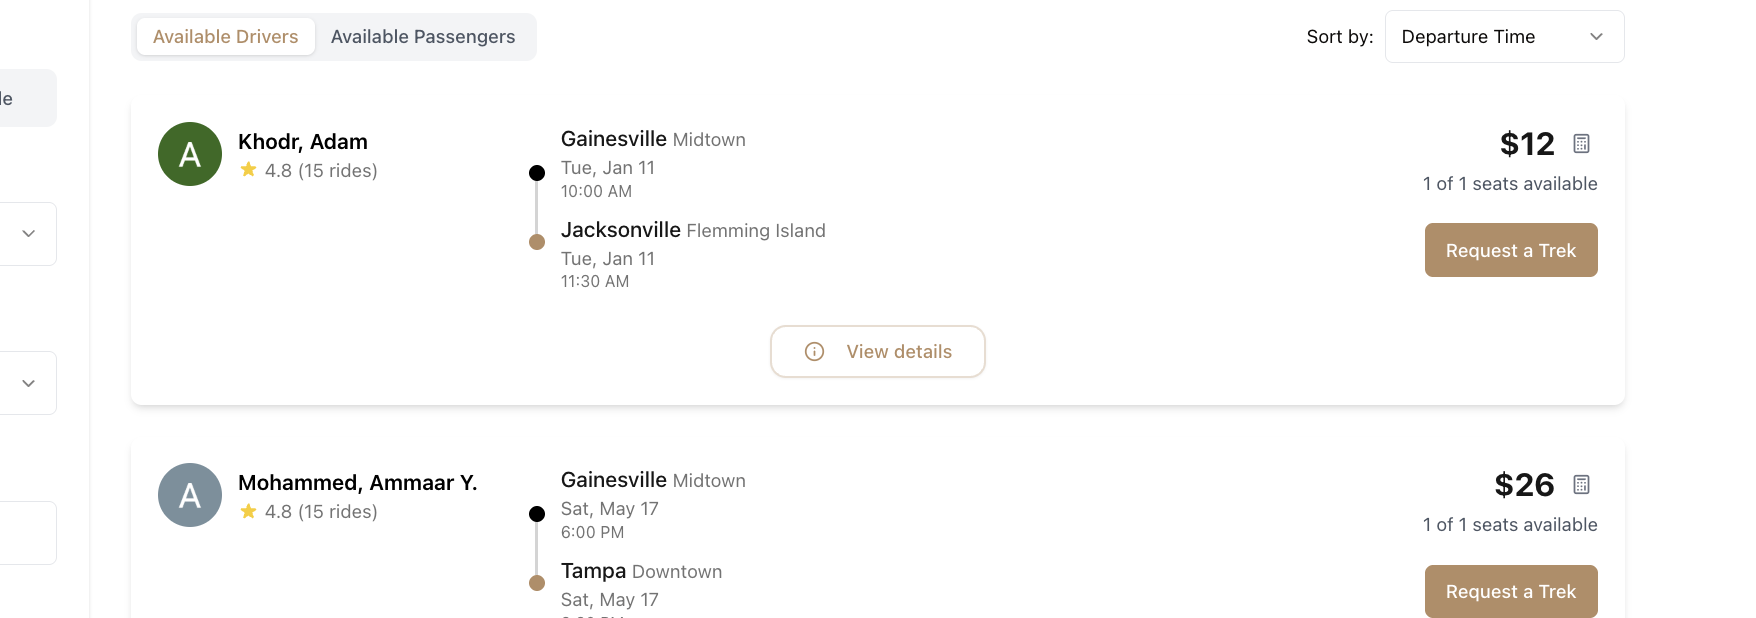 Available Drivers
Available Passengers
Sort by:
Departure Time
le
A
Khodr, Adam
4.8 (15 rides)
Gainesville Midtown
Tue, Jan 11
10:00 AM
Jacksonville Flemming Island
Tue, Jan 11
11:30 AM
$12
1 of 1 seats available
Request a Trek
View details
A
Mohammed, Ammaar Y.
4.8 (15 rides)
Gainesville Midtown
Sat, May 17
6:00 PM
Tampa Downtown
Sat, May 17
$26
1 of 1 seats available
Request a Trek